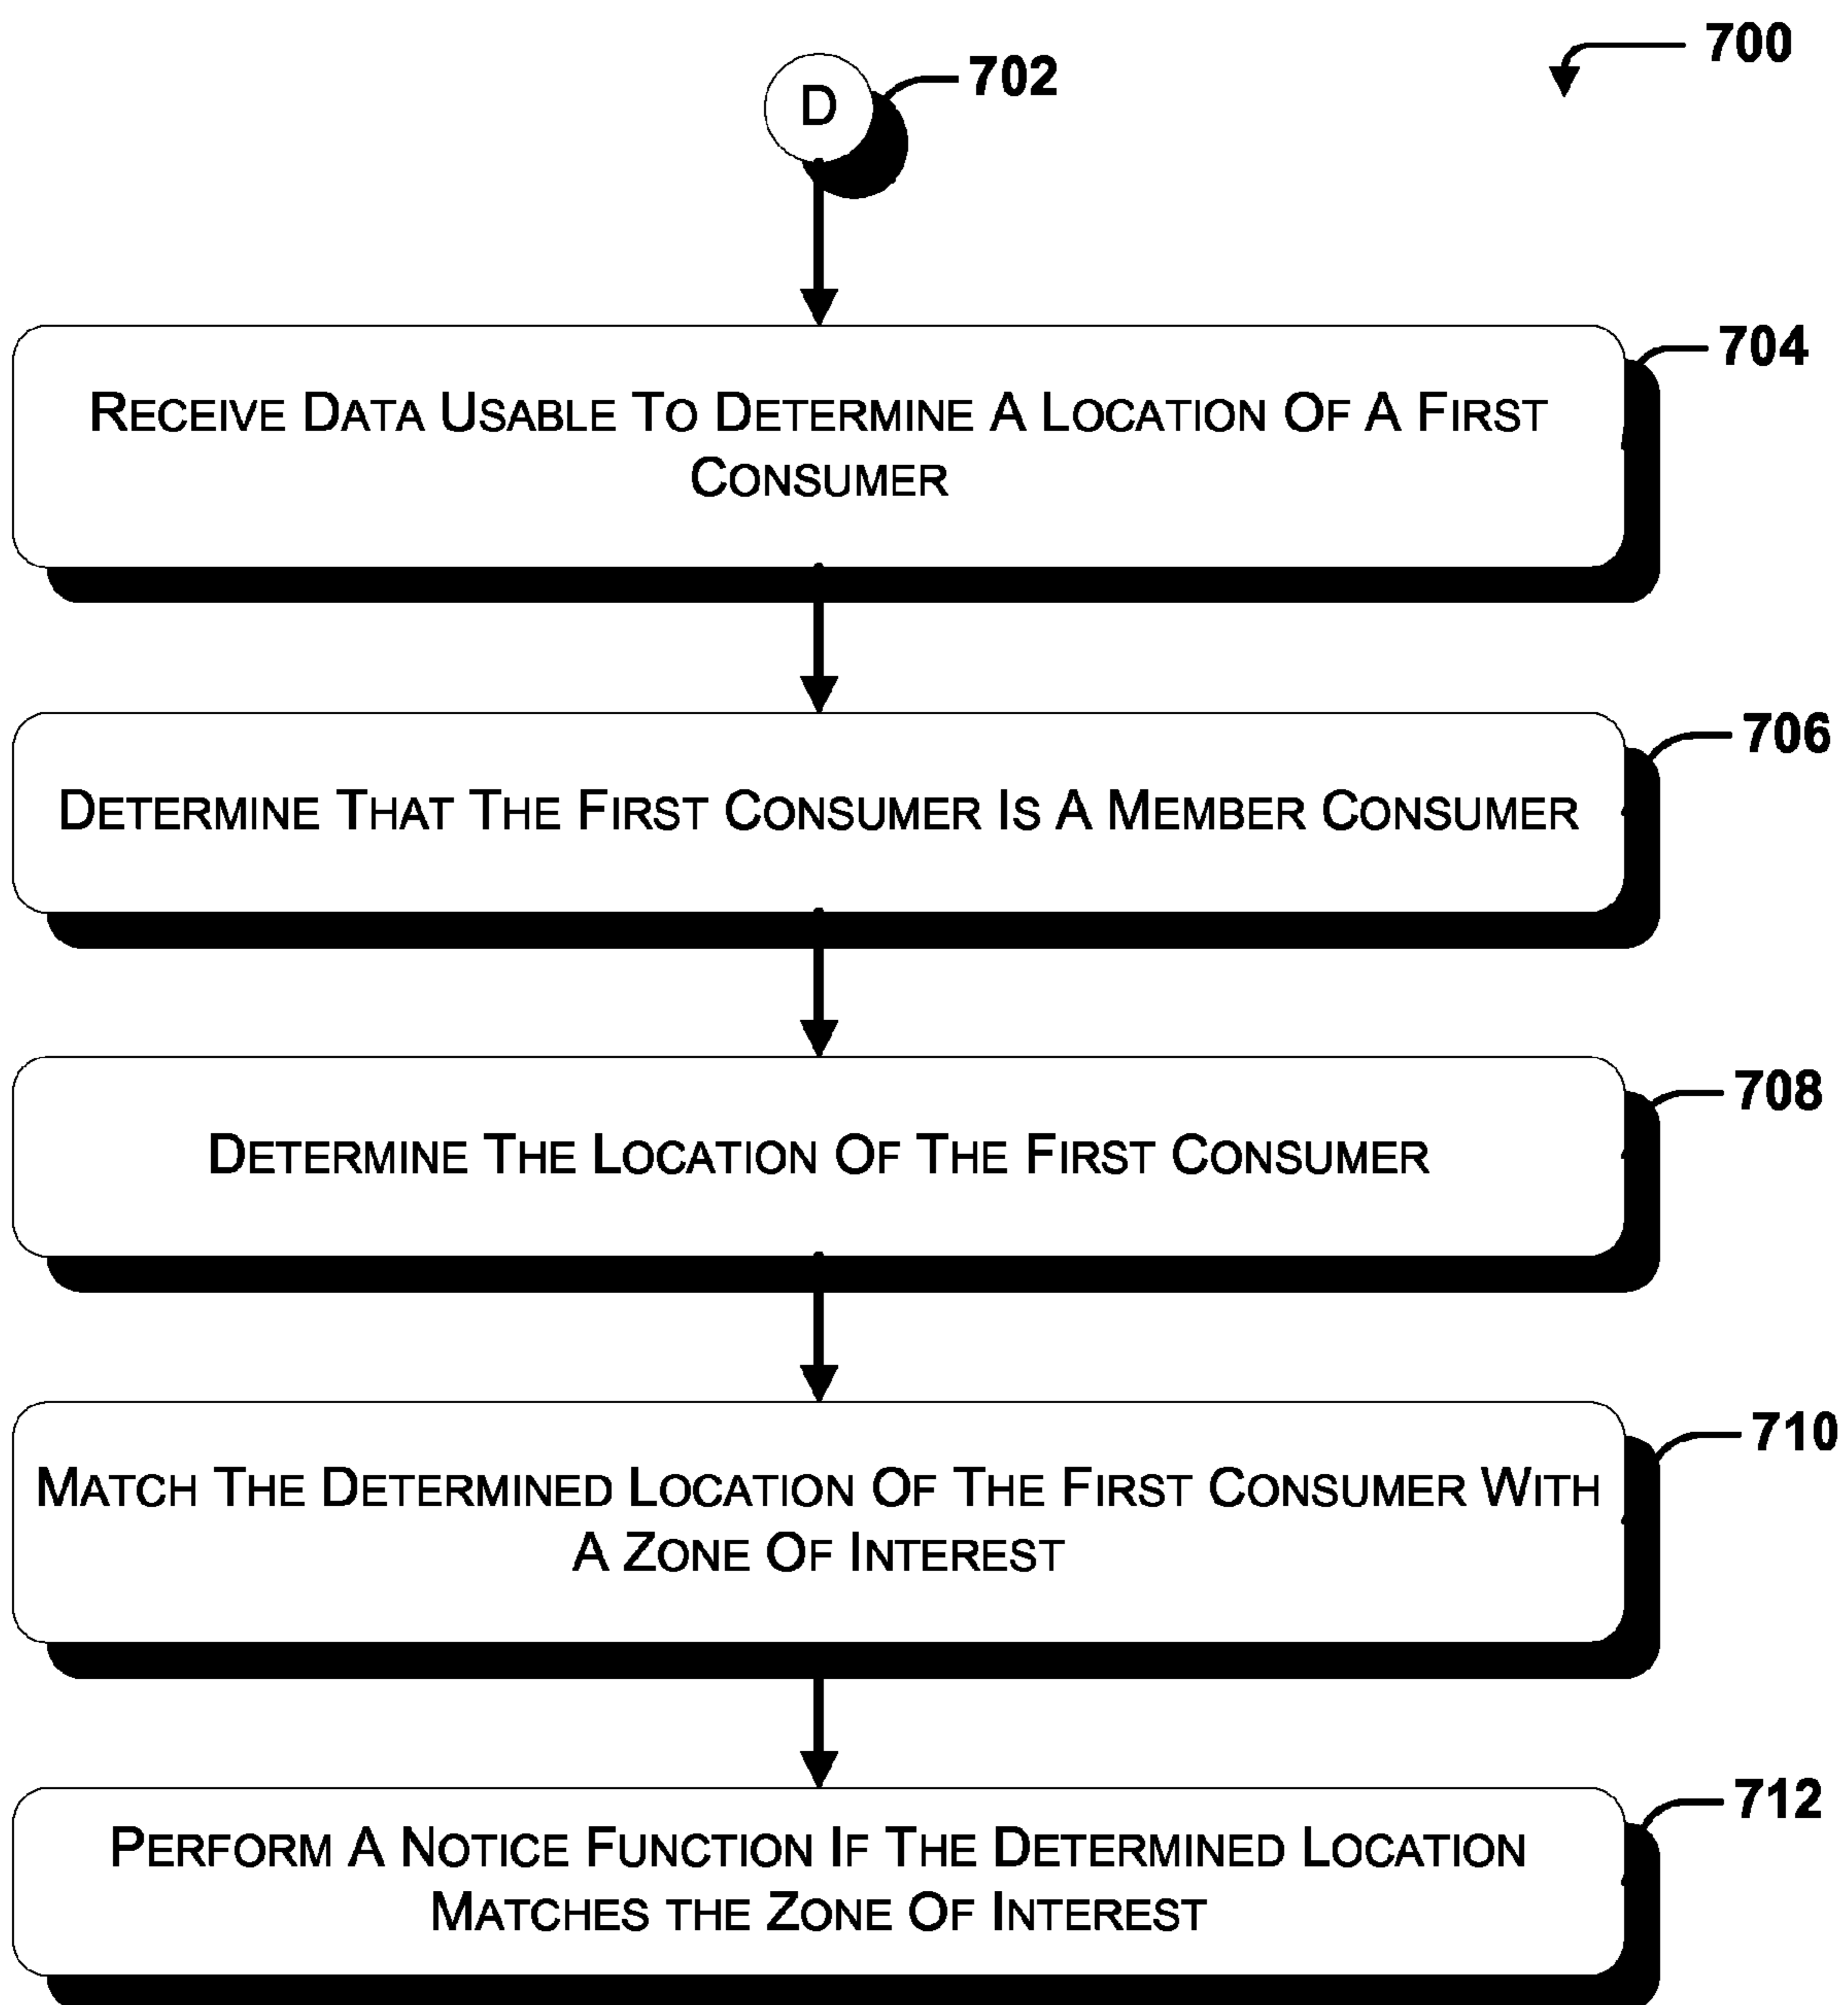 700
D
702
RECEIVE DATA USABLE TO DETERMINE A LOCATION OF A FIRST
CONSUMER
704
DETERMINE THAT THE FIRST CONSUMER IS A MEMBER CONSUMER
706
DETERMINE THE LOCATION OF THE FIRST CONSUMER
708
MATCH THE DETERMINED LOCATION OF THE FIRST CONSUMER WITH
A ZONE OF INTEREST
710
PERFORM A NOTICE FUNCTION IF THE DETERMINED LOCATION
MATCHES THE ZONE OF INTEREST
712